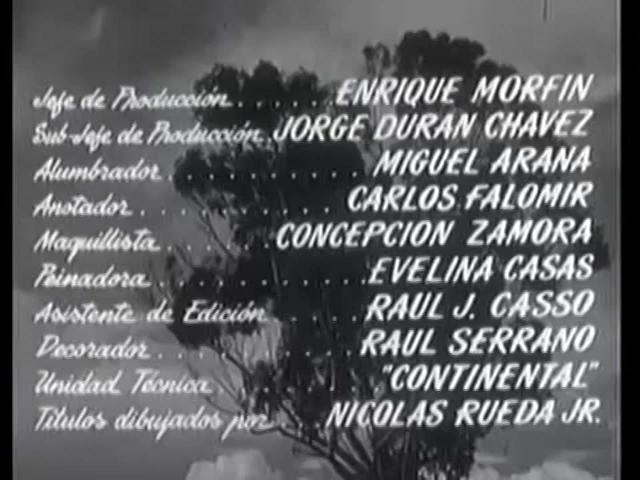 Jefe de Producción......ENRIQUE MORFIN
Sub-Jefe de Producción.JORGE DURAN CHAVEZ
Alumbrador..........MIGUEL ARANA
Anotador..........CARLOS FALOMIR
Maquillista......CONCEPCION ZAMORA
Peinadora...........EVELINA CASAS
Asistente de Edición.....RAUL J. CASSO
Decorador..........RAUL SERRANO
Unidad Técnica........."CONTINENTAL"
Títulos dibujados por...NICOLAS RUEDA JR.